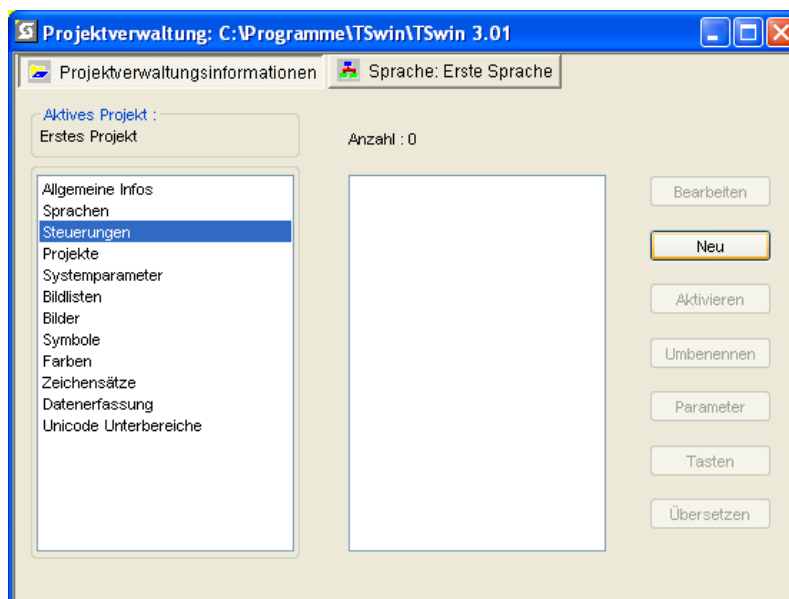 Projektverwaltung: C:\Programme\TSwin\TSwin 3.01
Projektverwaltungsinformationen
Sprache: Erste Sprache
Aktives Projekt :
Erstes Projekt
Anzahl : 0
Allgemeine Infos
Sprachen
Steuerungen
Projekte
Systemparameter
Bildlisten
Bilder
Symbole
Farben
Zeichensätze
Datenerfassung
Unicode Unterbereiche
Bearbeiten
Neu
Aktivieren
Umbenennen
Parameter
Tasten
Übersetzen